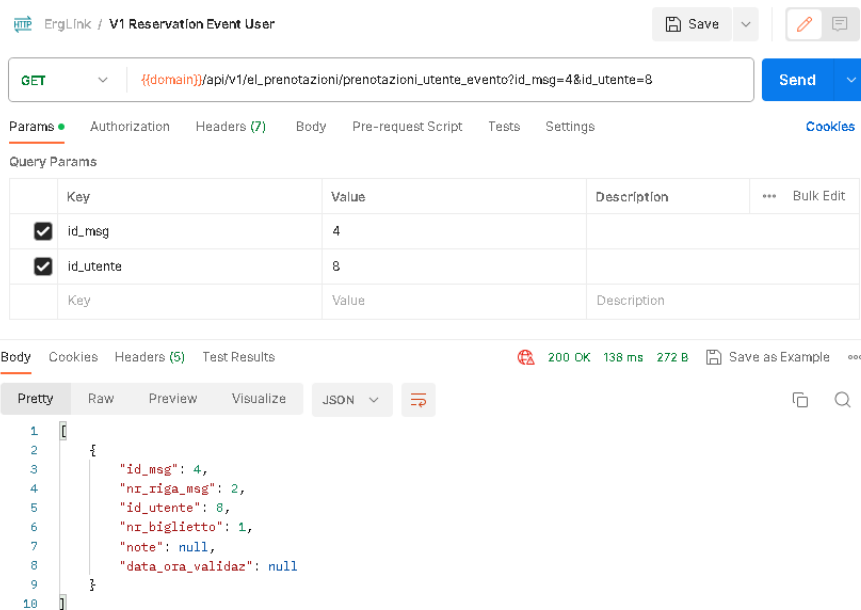 HTTP ErgLink / V1 Reservation Event User Save
GET {{domain}}/api/v1/el_prenotazioni/prenotazioni_utente_evento?id_msg=4&id_utente=8 Send
Params Authorization Headers (7) Body Pre-request Script Tests Settings Cookies
Query Params
Key Value Description ••• Bulk Edit
id_msg 4
id_utente 8
Key Value Description
Body Cookies Headers (5) Test Results 200 OK 138 ms 272 B Save as Example
Pretty Raw Preview Visualize JSON
1 [
2 {
3 "id_msg": 4,
4 "nr_riga_msg": 2,
5 "id_utente": 8,
6 "nr_biglietto": 1,
7 "note": null,
8 "data_ora_validaz": null
9 }
10 ]